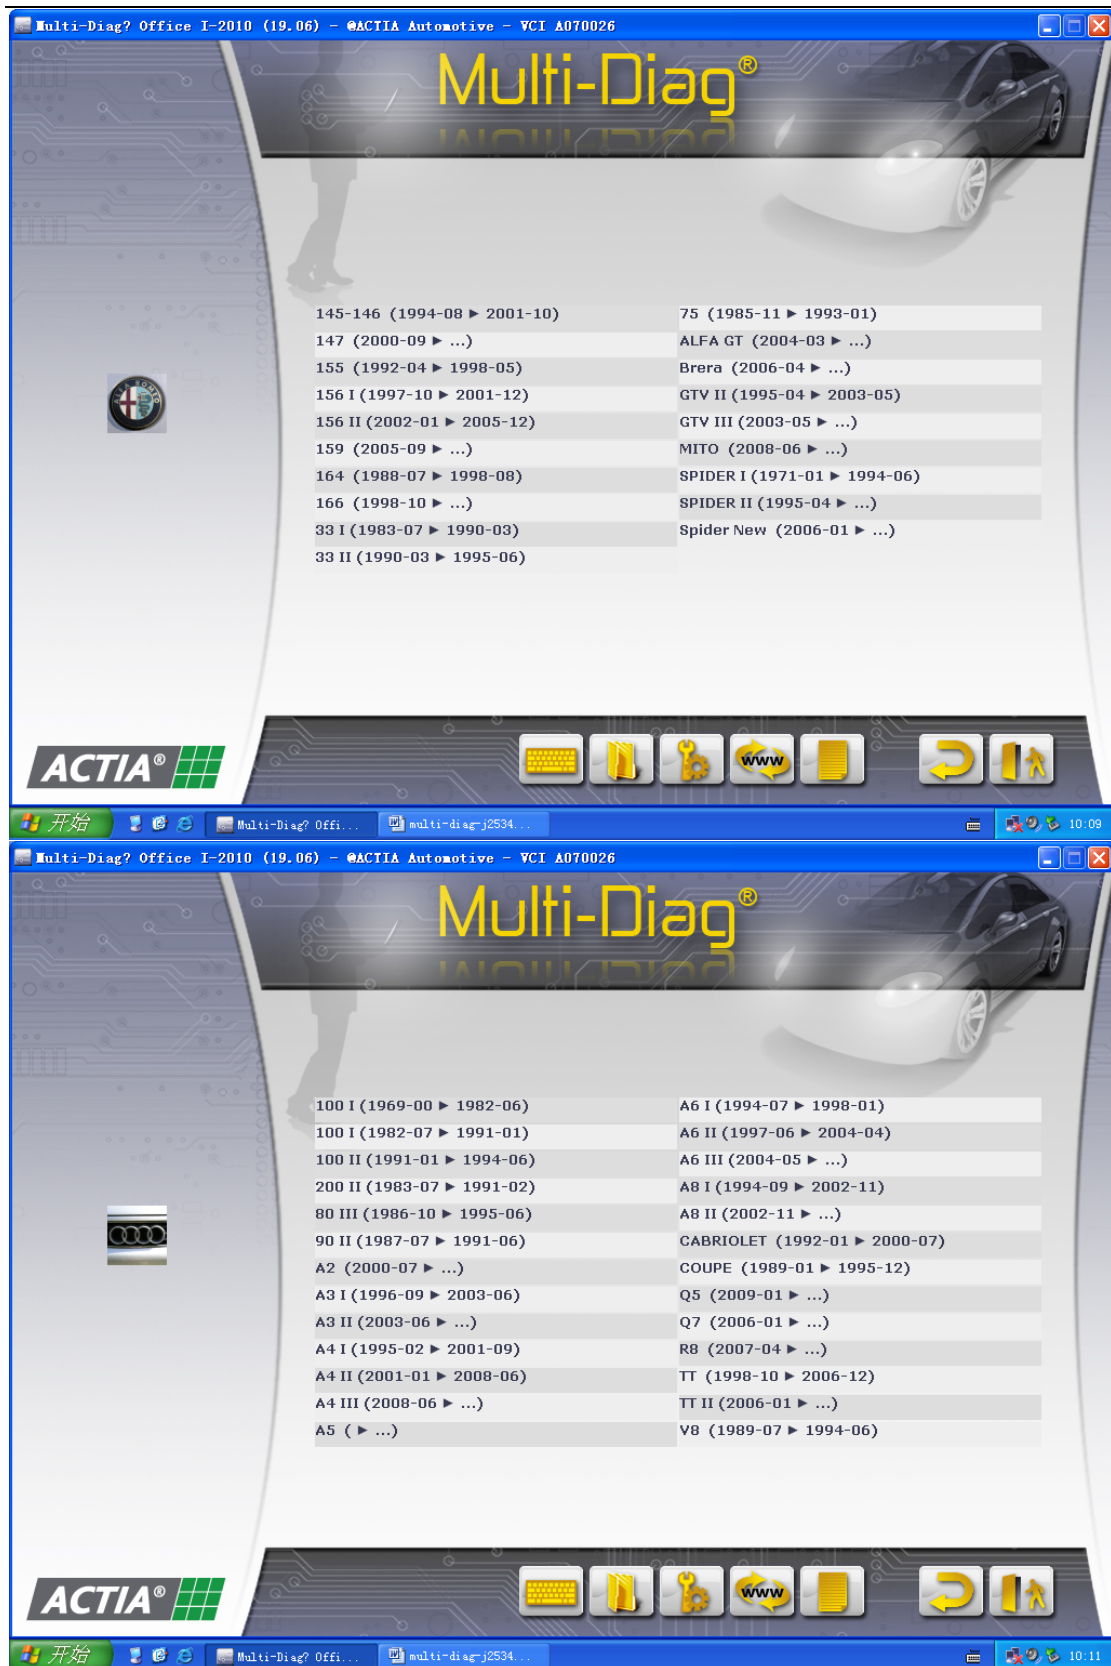 Multi-Diag? Office I-2010 (19.06) - @ACTIA Automotive - VCI A070026
Multi-Diag®
145-146 (1994-08 ► 2001-10)
147 (2000-09 ► ...)
155 (1992-04 ► 1998-05)
156 I (1997-10 ► 2001-12)
156 II (2002-01 ► 2005-12)
159 (2005-09 ► ...)
164 (1988-07 ► 1998-08)
166 (1998-10 ► ...)
33 I (1983-07 ► 1990-03)
33 II (1990-03 ► 1995-06)
75 (1985-11 ► 1993-01)
ALFA GT (2004-03 ► ...)
Brera (2006-04 ► ...)
GTV II (1995-04 ► 2003-05)
GTV III (2003-05 ► ...)
MITO (2008-06 ► ...)
SPIDER I (1971-01 ► 1994-06)
SPIDER II (1995-04 ► ...)
Spider New (2006-01 ► ...)
ALFA ROMEO
www
ACTIA®
开始
Multi-Diag? Offi...
multi-diag-j2534...
10:09
Multi-Diag? Office I-2010 (19.06) - @ACTIA Automotive - VCI A070026
Multi-Diag®
100 I (1969-00 ► 1982-06)
100 I (1982-07 ► 1991-01)
100 II (1991-01 ► 1994-06)
200 II (1983-07 ► 1991-02)
80 III (1986-10 ► 1995-06)
90 II (1987-07 ► 1991-06)
A2 (2000-07 ► ...)
A3 I (1996-09 ► 2003-06)
A3 II (2003-06 ► ...)
A4 I (1995-02 ► 2001-09)
A4 II (2001-01 ► 2008-06)
A4 III (2008-06 ► ...)
A5 ( ► ...)
A6 I (1994-07 ► 1998-01)
A6 II (1997-06 ► 2004-04)
A6 III (2004-05 ► ...)
A8 I (1994-09 ► 2002-11)
A8 II (2002-11 ► ...)
CABRIOLET (1992-01 ► 2000-07)
COUPE (1989-01 ► 1995-12)
Q5 (2009-01 ► ...)
Q7 (2006-01 ► ...)
R8 (2007-04 ► ...)
TT (1998-10 ► 2006-12)
TT II (2006-01 ► ...)
V8 (1989-07 ► 1994-06)
www
ACTIA®
开始
Multi-Diag? Offi...
multi-diag-j2534...
10:11